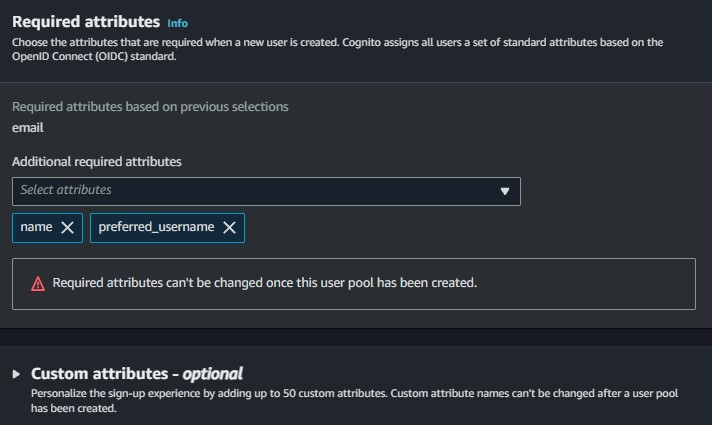 Required attributes Info
Choose the attributes that are required when a new user is created. Cognito assigns all users a set of standard attributes based on the
OpenID Connect (OIDC) standard.
Required attributes based on previous selections
email
Additional required attributes
Select attributes
name preferred_username
Required attributes can't be changed once this user pool has been created.
Custom attributes - optional
Personalize the sign-up experience by adding up to 50 custom attributes. Custom attribute names can't be changed after a user pool
has been created.